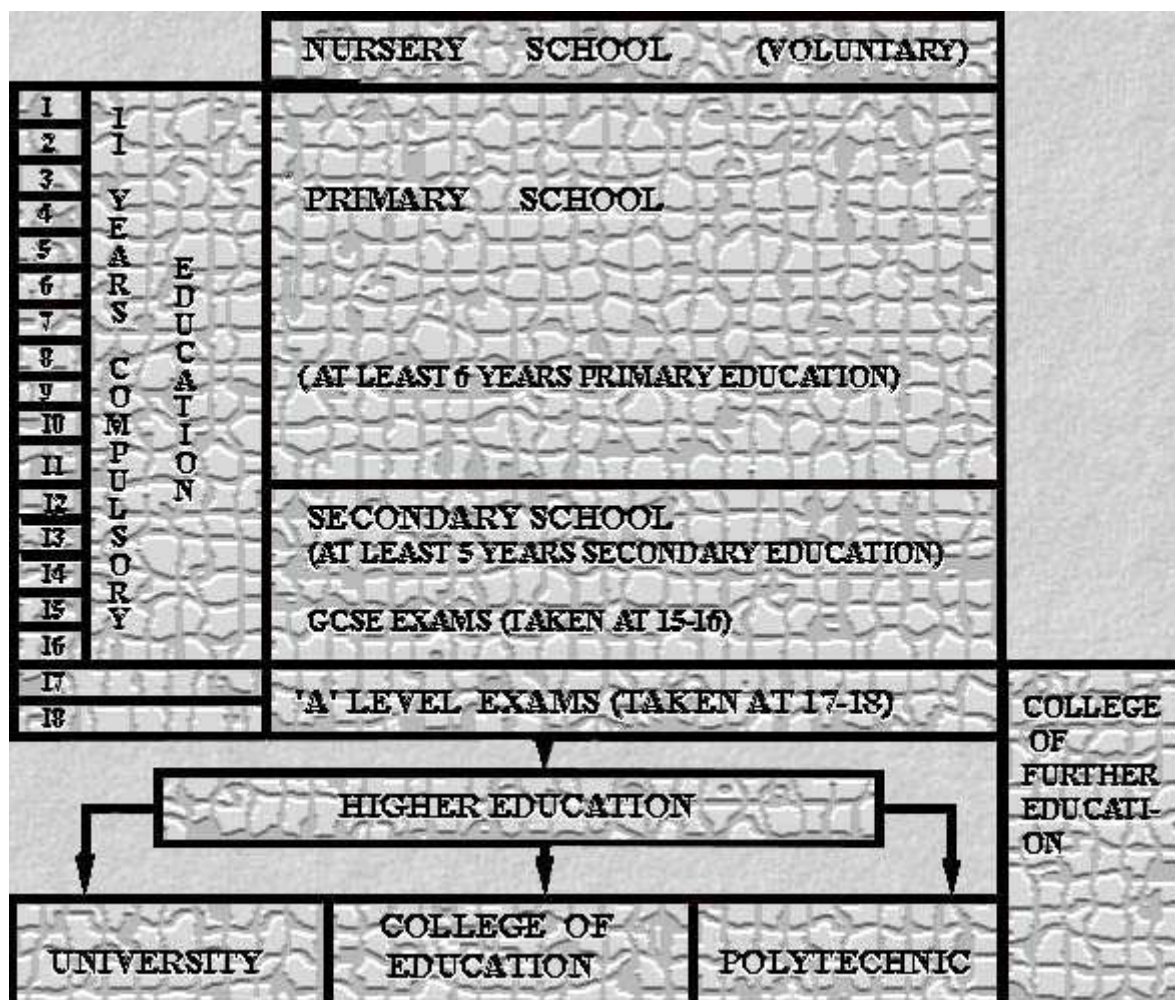 NURSERY SCHOOL (VOLUNTARY)
1
2
3
4
5
6
7
8
9
10
11
12
13
14
15
16
17
18
11 YEARS COMPULSORY
EDUCATION
PRIMARY SCHOOL
(AT LEAST 6 YEARS PRIMARY EDUCATION)
SECONDARY SCHOOL
(AT LEAST 5 YEARS SECONDARY EDUCATION)
GCSE EXAMS (TAKEN AT 15-16)
'A' LEVEL EXAMS (TAKEN AT 17-18)
COLLEGE
OF
FURTHER
EDUCATI-
ON
HIGHER EDUCATION
UNIVERSITY
COLLEGE OF
EDUCATION
POLYTECHNIC